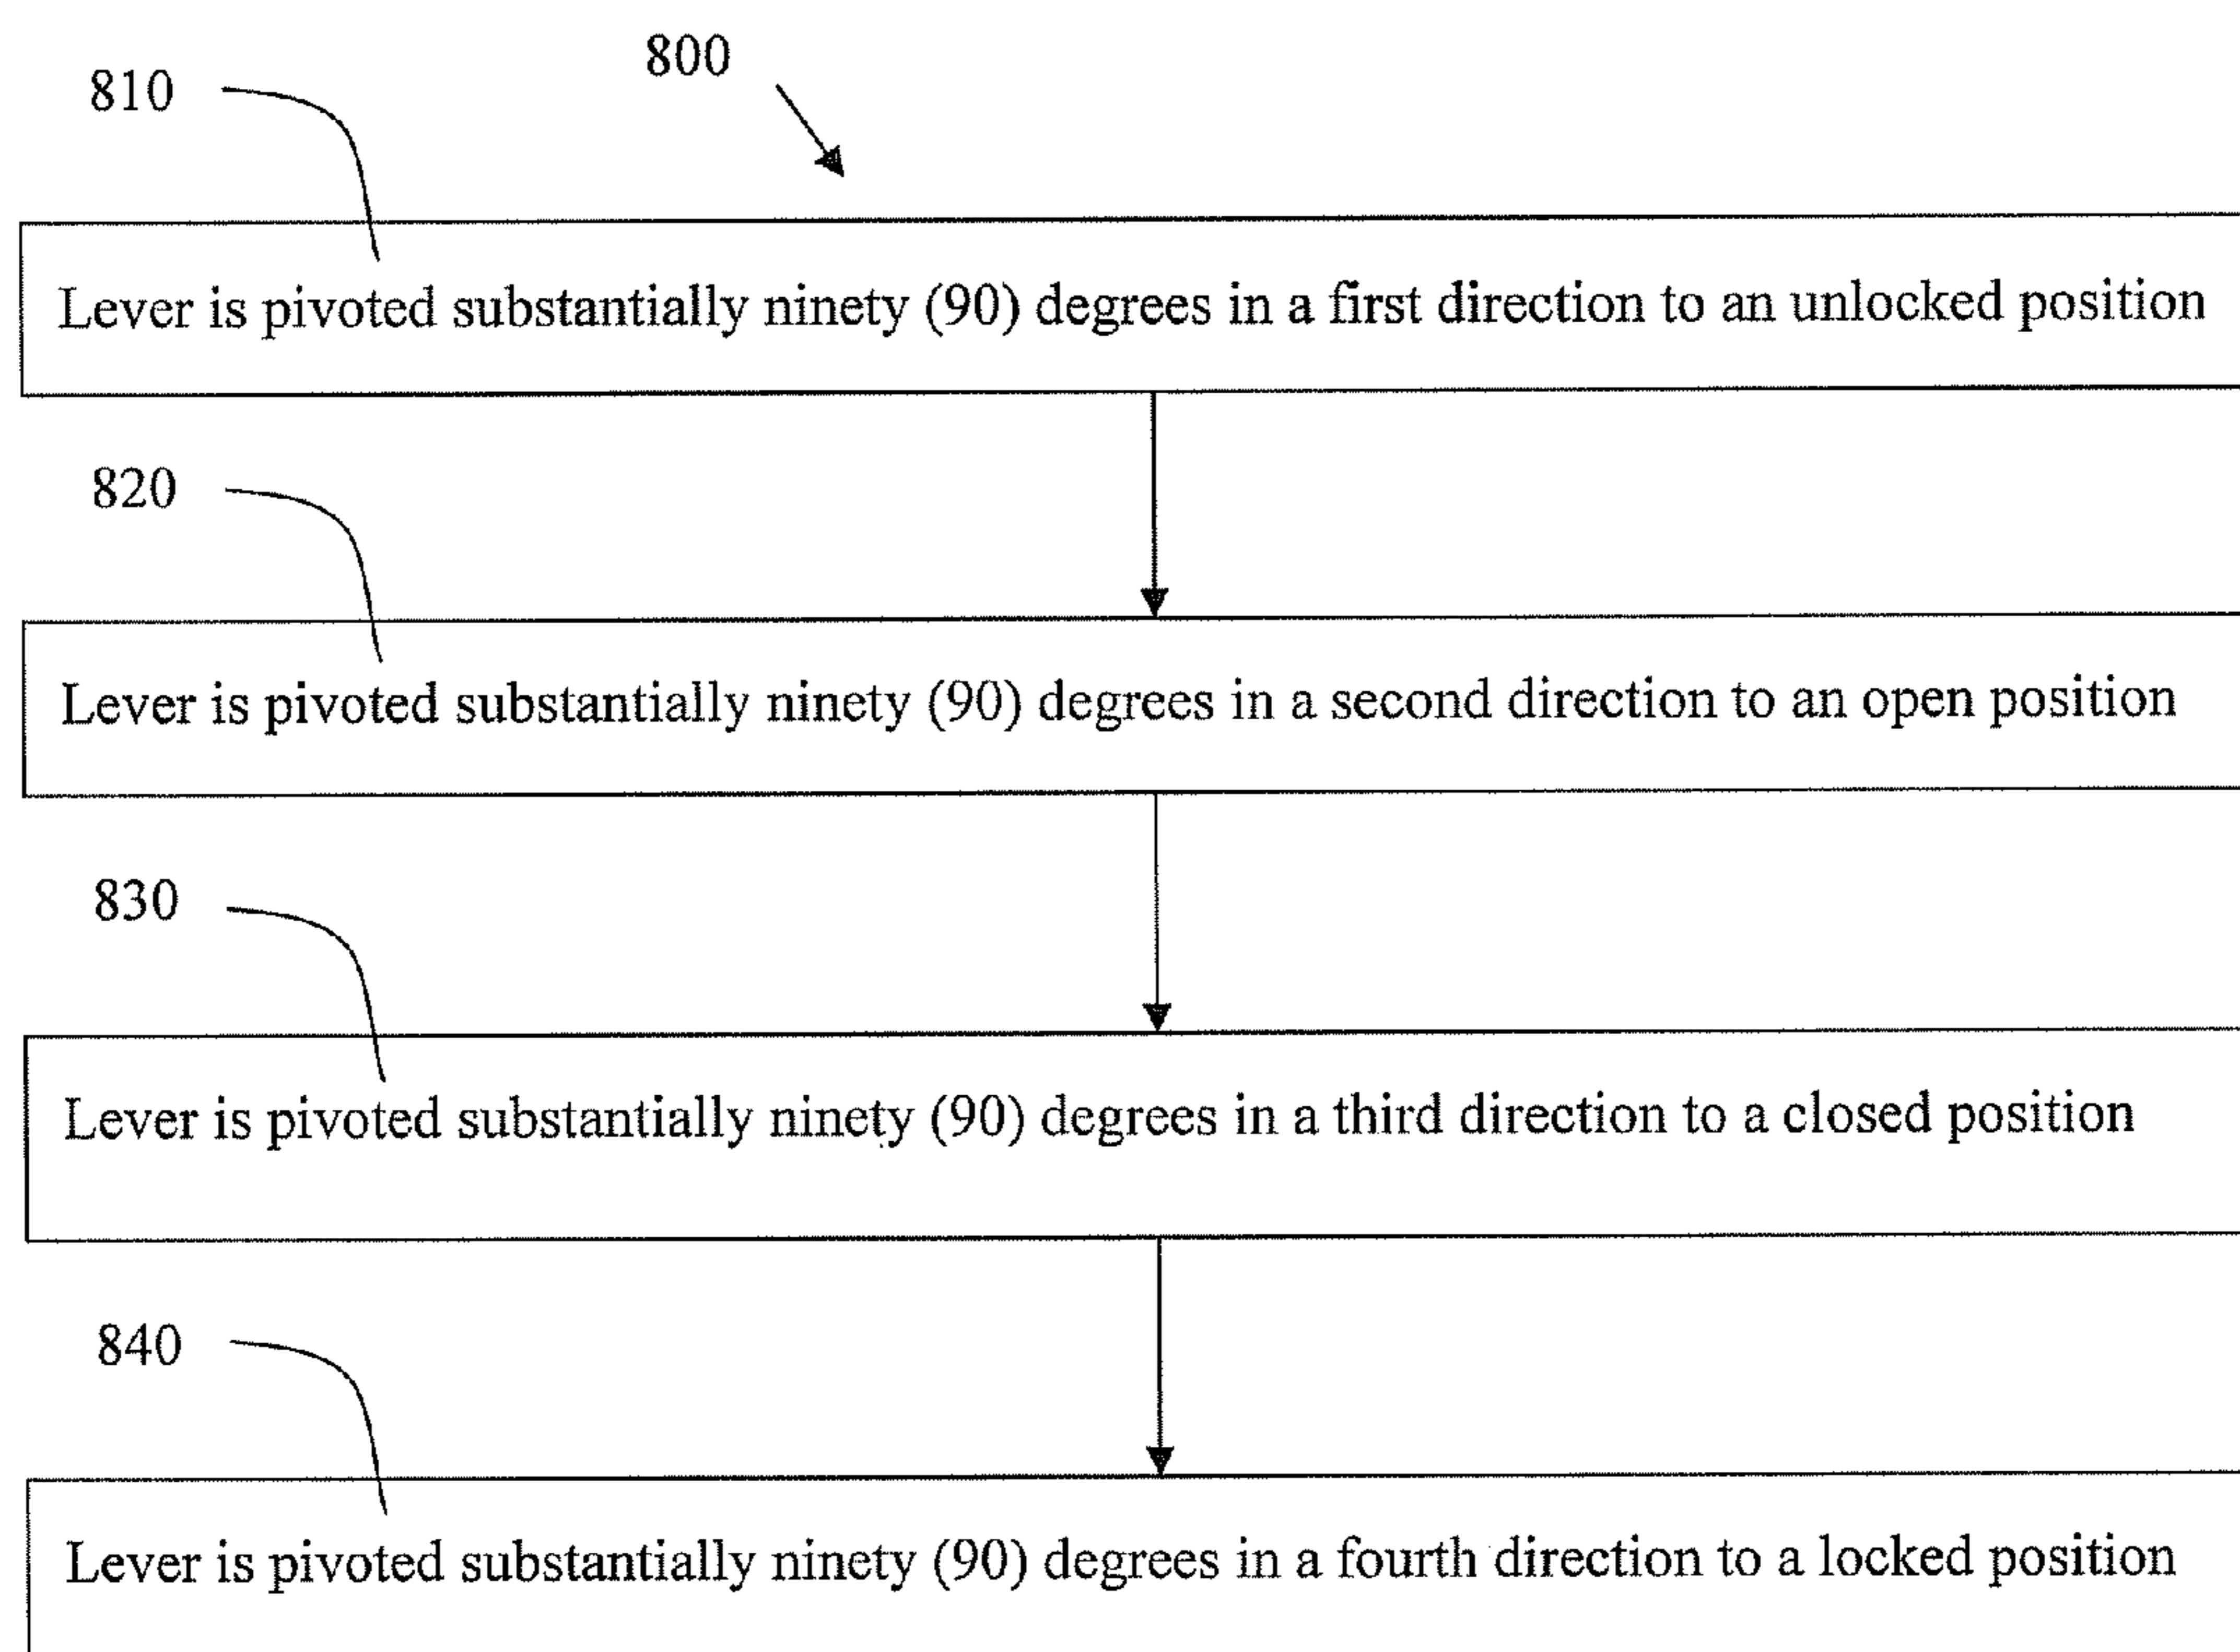 800
810
Lever is pivoted substantially ninety (90) degrees in a first direction to an unlocked position
820
Lever is pivoted substantially ninety (90) degrees in a second direction to an open position
830
Lever is pivoted substantially ninety (90) degrees in a third direction to a closed position
840
Lever is pivoted substantially ninety (90) degrees in a fourth direction to a locked position